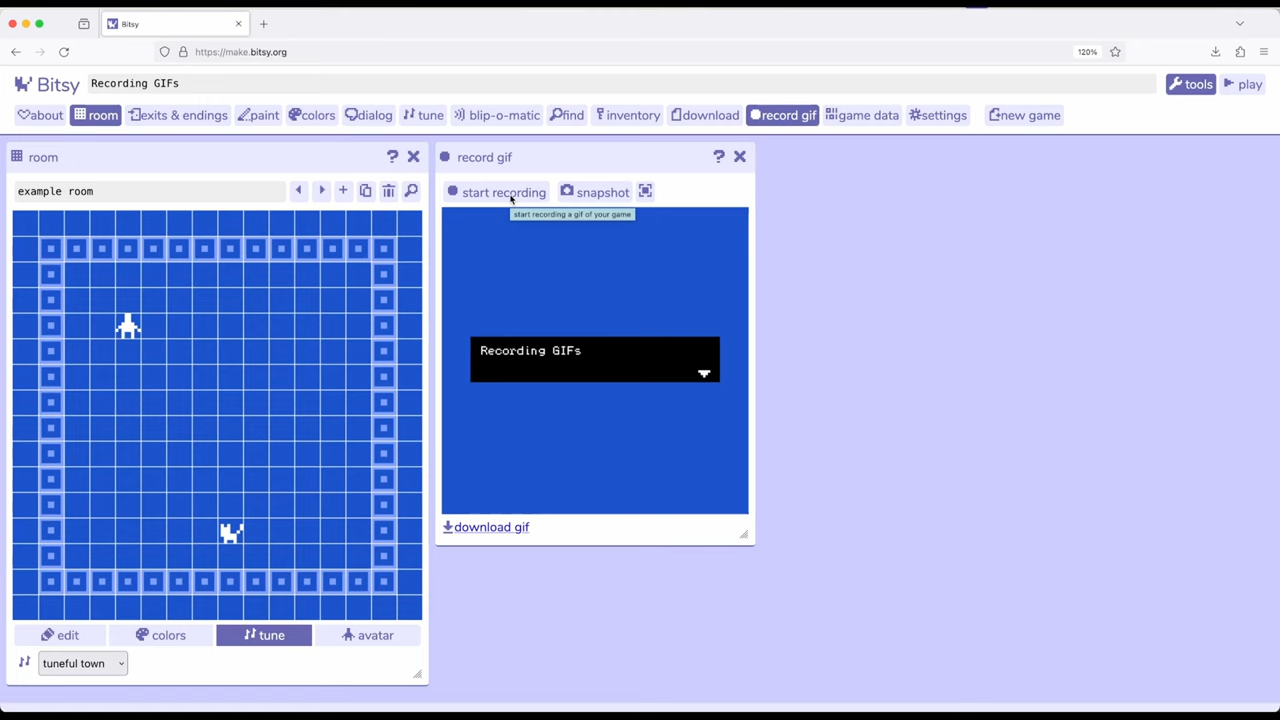 Bitsy
https://make.bitsy.org
120%
Bitsy
Recording GIFs
tools
play
about
room
exits & endings
paint
colors
dialog
tune
blip-o-matic
find
inventory
download
record gif
game data
settings
new game
room
?
record gif
?
example room
start recording
snapshot
start recording a gif of your game
Recording GIFs
download gif
edit
colors
tune
avatar
tuneful town